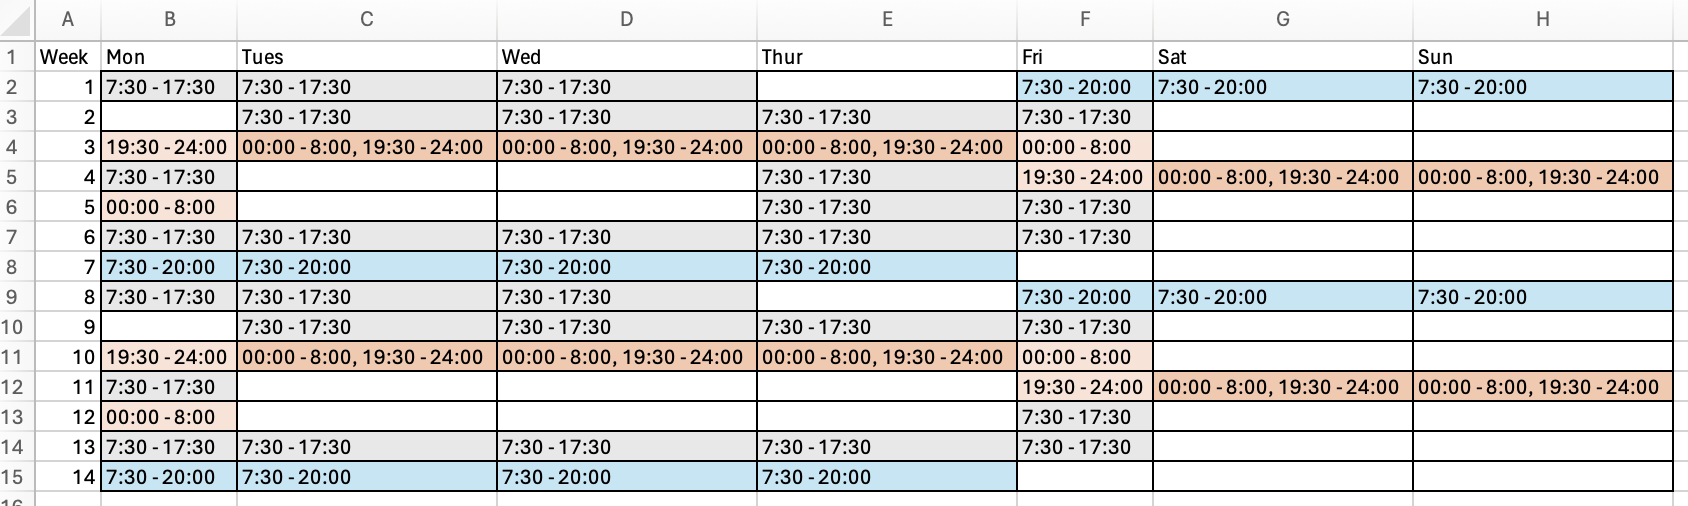 A B C D E F G H
1 Week Mon Tues Wed Thur Fri Sat Sun
2 1 7:30 - 17:30 7:30 - 17:30 7:30 - 17:30 7:30 - 20:00 7:30 - 20:00 7:30 - 20:00
3 2 7:30 - 17:30 7:30 - 17:30 7:30 - 17:30 7:30 - 17:30
4 3 19:30 - 24:00 00:00 - 8:00, 19:30 - 24:00 00:00 - 8:00, 19:30 - 24:00 00:00 - 8:00, 19:30 - 24:00 00:00 - 8:00
5 4 7:30 - 17:30 7:30 - 17:30 19:30 - 24:00 00:00 - 8:00, 19:30 - 24:00 00:00 - 8:00, 19:30 - 24:00
6 5 00:00 - 8:00 7:30 - 17:30 7:30 - 17:30
7 6 7:30 - 17:30 7:30 - 17:30 7:30 - 17:30 7:30 - 17:30 7:30 - 17:30
8 7 7:30 - 20:00 7:30 - 20:00 7:30 - 20:00 7:30 - 20:00
9 8 7:30 - 17:30 7:30 - 17:30 7:30 - 17:30 7:30 - 20:00 7:30 - 20:00 7:30 - 20:00
10 9 7:30 - 17:30 7:30 - 17:30 7:30 - 17:30 7:30 - 17:30
11 10 19:30 - 24:00 00:00 - 8:00, 19:30 - 24:00 00:00 - 8:00, 19:30 - 24:00 00:00 - 8:00, 19:30 - 24:00 00:00 - 8:00
12 11 7:30 - 17:30 19:30 - 24:00 00:00 - 8:00, 19:30 - 24:00 00:00 - 8:00, 19:30 - 24:00
13 12 00:00 - 8:00 7:30 - 17:30
14 13 7:30 - 17:30 7:30 - 17:30 7:30 - 17:30 7:30 - 17:30 7:30 - 17:30
15 14 7:30 - 20:00 7:30 - 20:00 7:30 - 20:00 7:30 - 20:00